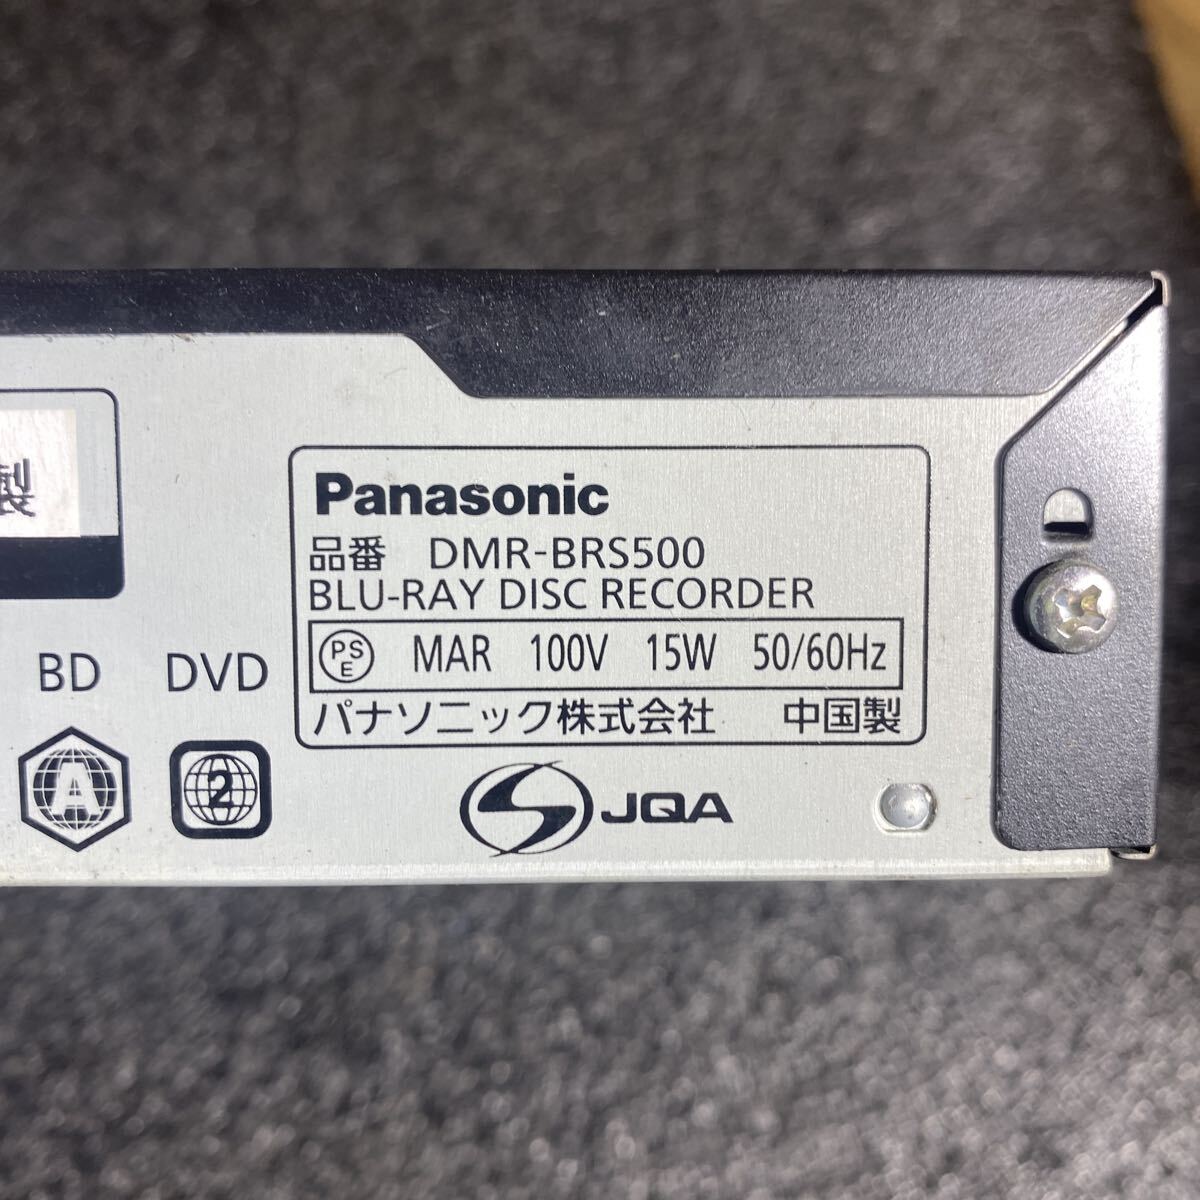 製
Panasonic
品番 DMR-BRS500
BLU-RAY DISC RECORDER
PSE MAR 100V 15W 50/60Hz
パナソニック株式会社 中国製
BD DVD
A 2
S JQA